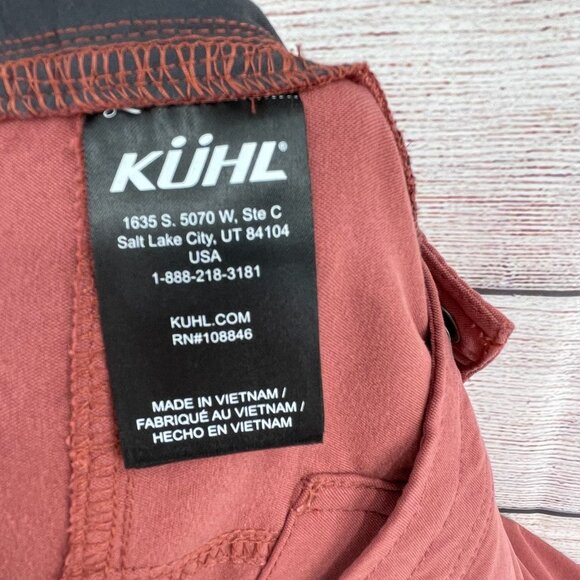 KÜHL®
1635 S. 5070 W, Ste C
Salt Lake City, UT 84104
USA
1-888-218-3181
KUHL.COM
RN#108846
MADE IN VIETNAM /
FABRIQUÉ AU VIETNAM /
HECHO EN VIETNAM